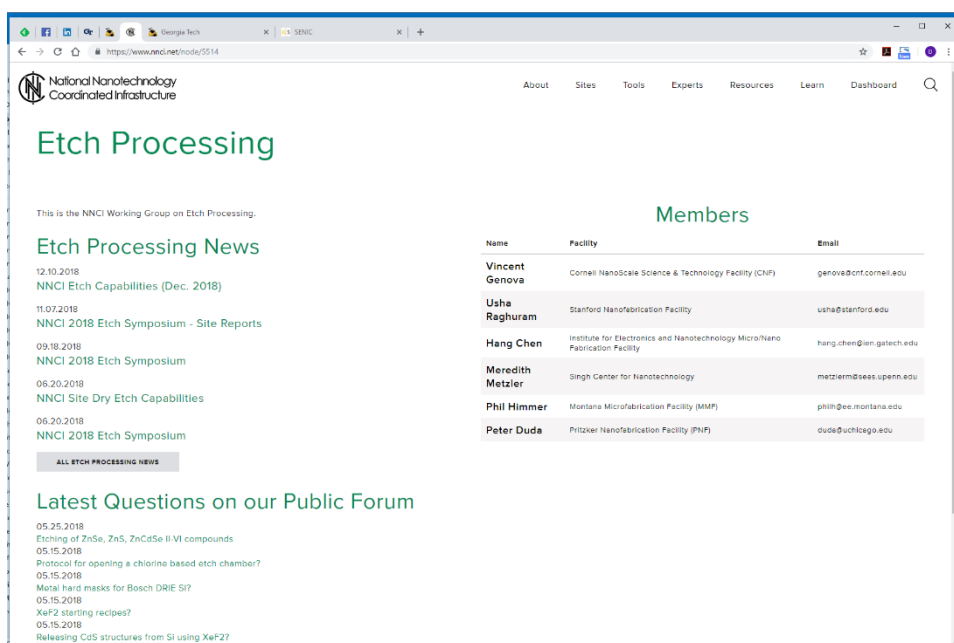 Georgia Tech
SENIC
https://www.nnci.net/node/5514
National Nanotechnology
Coordinated Infrastructure
About Sites Tools Experts Resources Learn Dashboard
Etch Processing
This is the NNCI Working Group on Etch Processing.
Etch Processing News
12.10.2018
NNCI Etch Capabilities (Dec. 2018)
11.07.2018
NNCI 2018 Etch Symposium - Site Reports
09.18.2018
NNCI 2018 Etch Symposium
06.20.2018
NNCI Site Dry Etch Capabilities
06.20.2018
NNCI 2018 Etch Symposium
ALL ETCH PROCESSING NEWS
Latest Questions on our Public Forum
05.25.2018
Etching of ZnSe, ZnS, ZnCdSe II-VI compounds
05.15.2018
Protocol for opening a chlorine based etch chamber?
05.15.2018
Metal hard masks for Bosch DRIE Si?
05.15.2018
XeF2 starting recipes?
05.15.2018
Releasing CdS structures from Si using XeF2?
Members
Name Facility Email
Vincent
Genova
Cornell NanoScale Science & Technology Facility (CNF) genova@cnf.cornell.edu
Usha
Raghuram
Stanford Nanofabrication Facility usha@stanford.edu
Hang Chen
Institute for Electronics and Nanotechnology Micro/Nano
Fabrication Facility
hang.chen@ien.gatech.edu
Meredith
Metzler
Singh Center for Nanotechnology metzlerm@seas.upenn.edu
Phil Himmer Montana Microfabrication Facility (MMF) philh@ee.montana.edu
Peter Duda Pritzker Nanofabrication Facility (PNF) duda@uchicago.edu